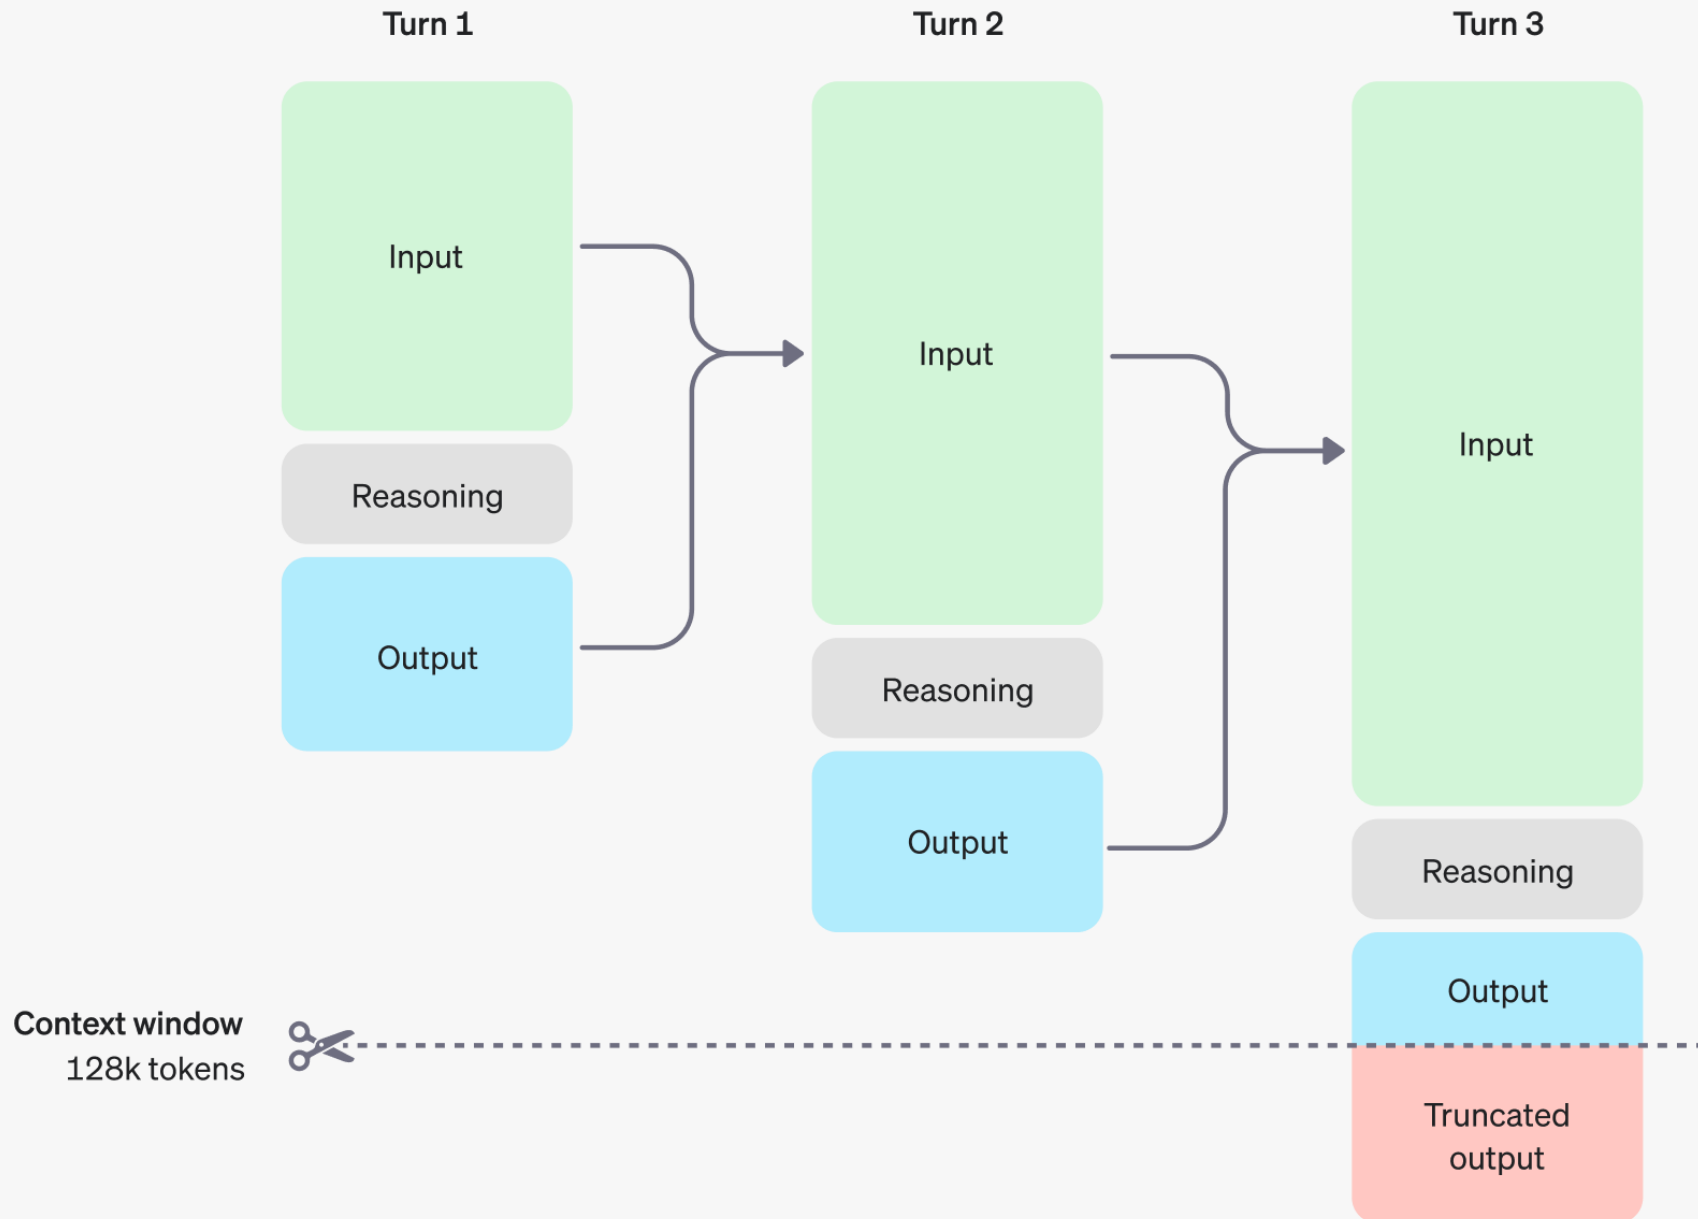 Turn 1
Turn 2
Turn 3
Input
Reasoning
Output
Input
Reasoning
Output
Input
Reasoning
Output
Truncated
output
Context window
128k tokens